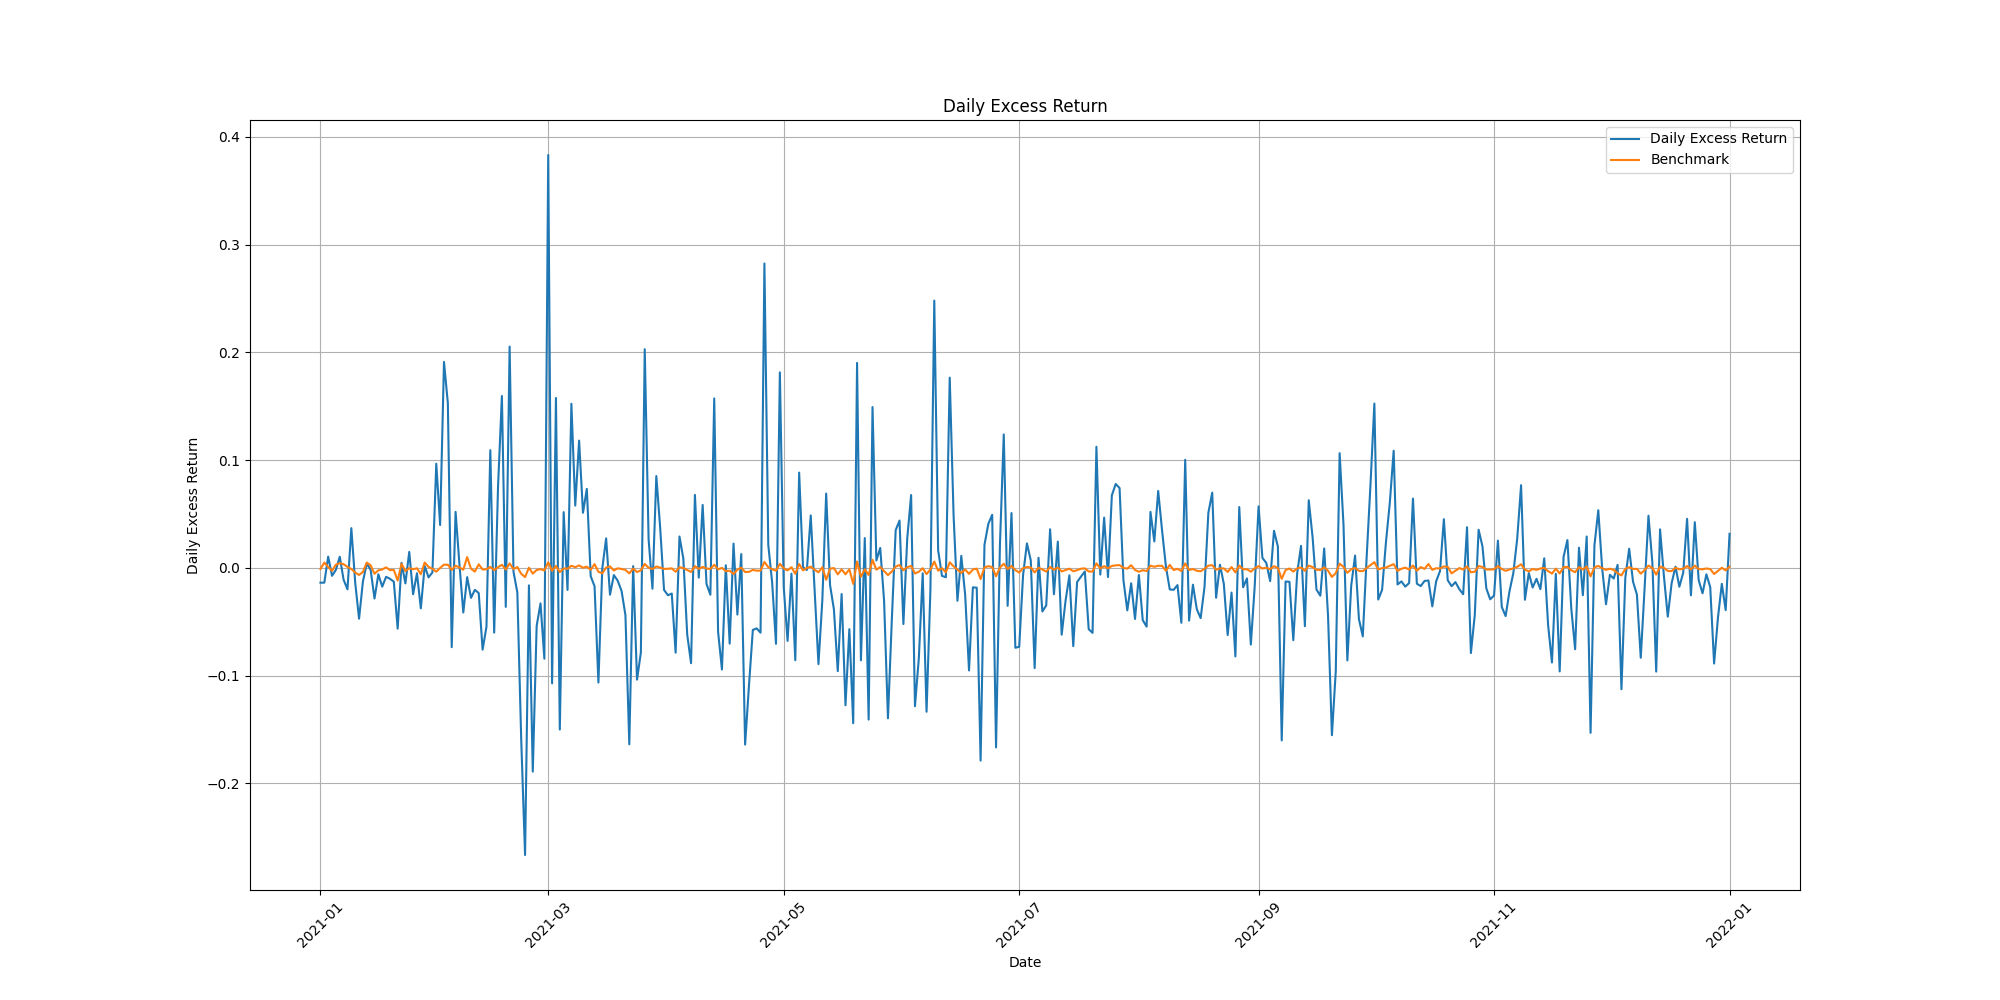 Daily Excess Return
Daily Excess Return
Benchmark
0.4
0.3
0.2
0.1
0.0
−0.1
−0.2
Daily Excess Return
2021-01
2021-03
2021-05
2021-07
2021-09
2021-11
2022-01
Date